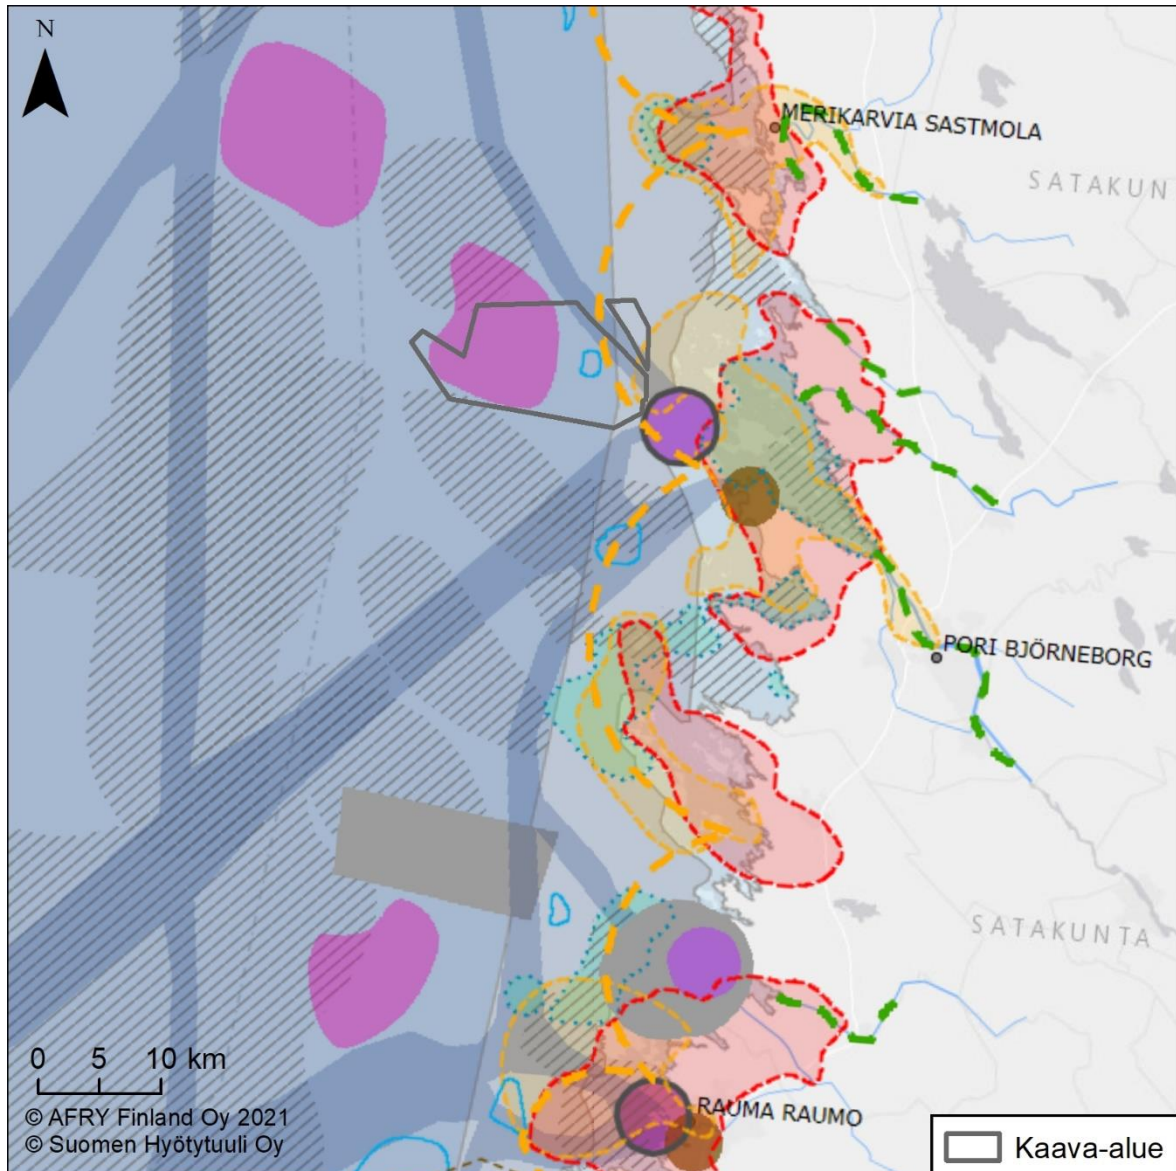 N
MERIKARVIA SASTMOLA
SATAKUN
PORI BJÖRNEBORG
SATAKUNTA
0 5 10 km
RAUMA RAUMO
© AFRY Finland Oy 2021
© Suomen Hyötytuuli Oy
Kaava-alue